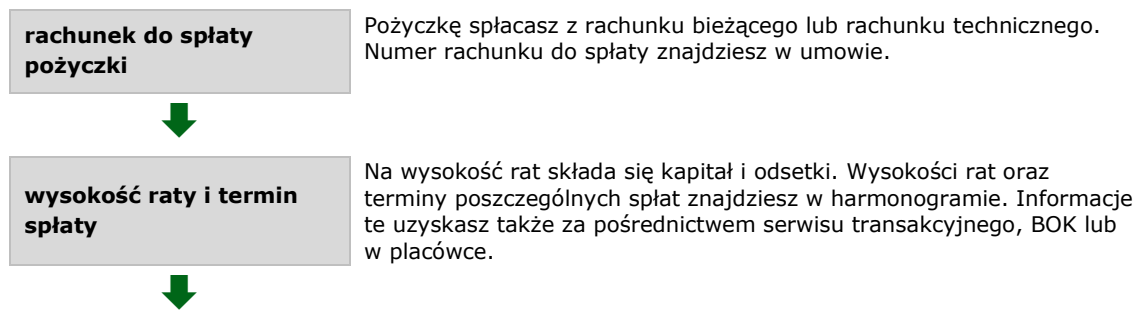 rachunek do spłaty
pożyczki
Pożyczkę spłacasz z rachunku bieżącego lub rachunku technicznego.
Numer rachunku do spłaty znajdziesz w umowie.
wysokość raty i termin
spłaty
Na wysokość rat składa się kapitał i odsetki. Wysokości rat oraz
terminy poszczególnych spłat znajdziesz w harmonogramie. Informacje
te uzyskasz także za pośrednictwem serwisu transakcyjnego, BOK lub
w placówce.